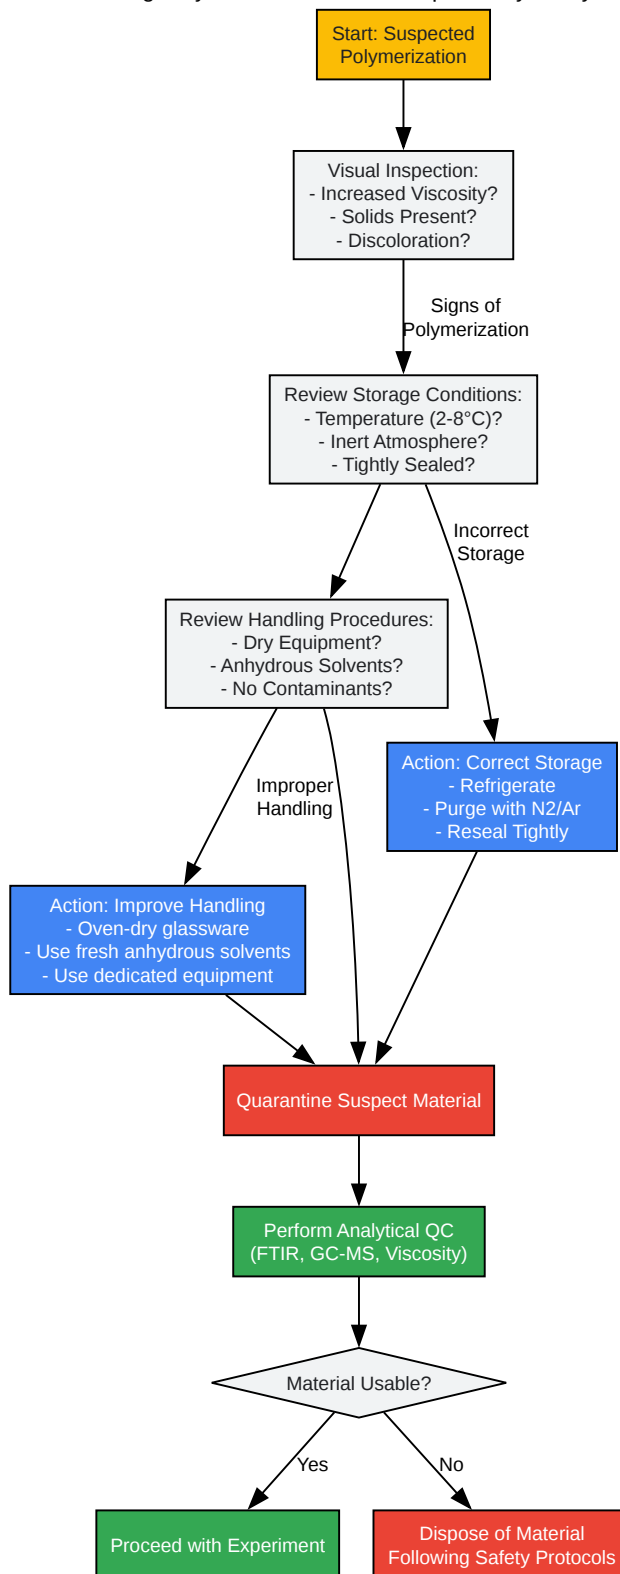 Start: Suspected
Polymerization
Visual Inspection:
- Increased Viscosity?
- Solids Present?
- Discoloration?
Signs of
Polymerization
Review Storage Conditions:
- Temperature (2-8°C)?
- Inert Atmosphere?
- Tightly Sealed?
Incorrect
Storage
Review Handling Procedures:
- Dry Equipment?
- Anhydrous Solvents?
- No Contaminants?
Action: Correct Storage
- Refrigerate
- Purge with N2/Ar
- Reseal Tightly
Improper
Handling
Action: Improve Handling
- Oven-dry glassware
- Use fresh anhydrous solvents
- Use dedicated equipment
Quarantine Suspect Material
Perform Analytical QC
(FTIR, GC-MS, Viscosity)
Material Usable?
Yes
No
Proceed with Experiment
Dispose of Material
Following Safety Protocols